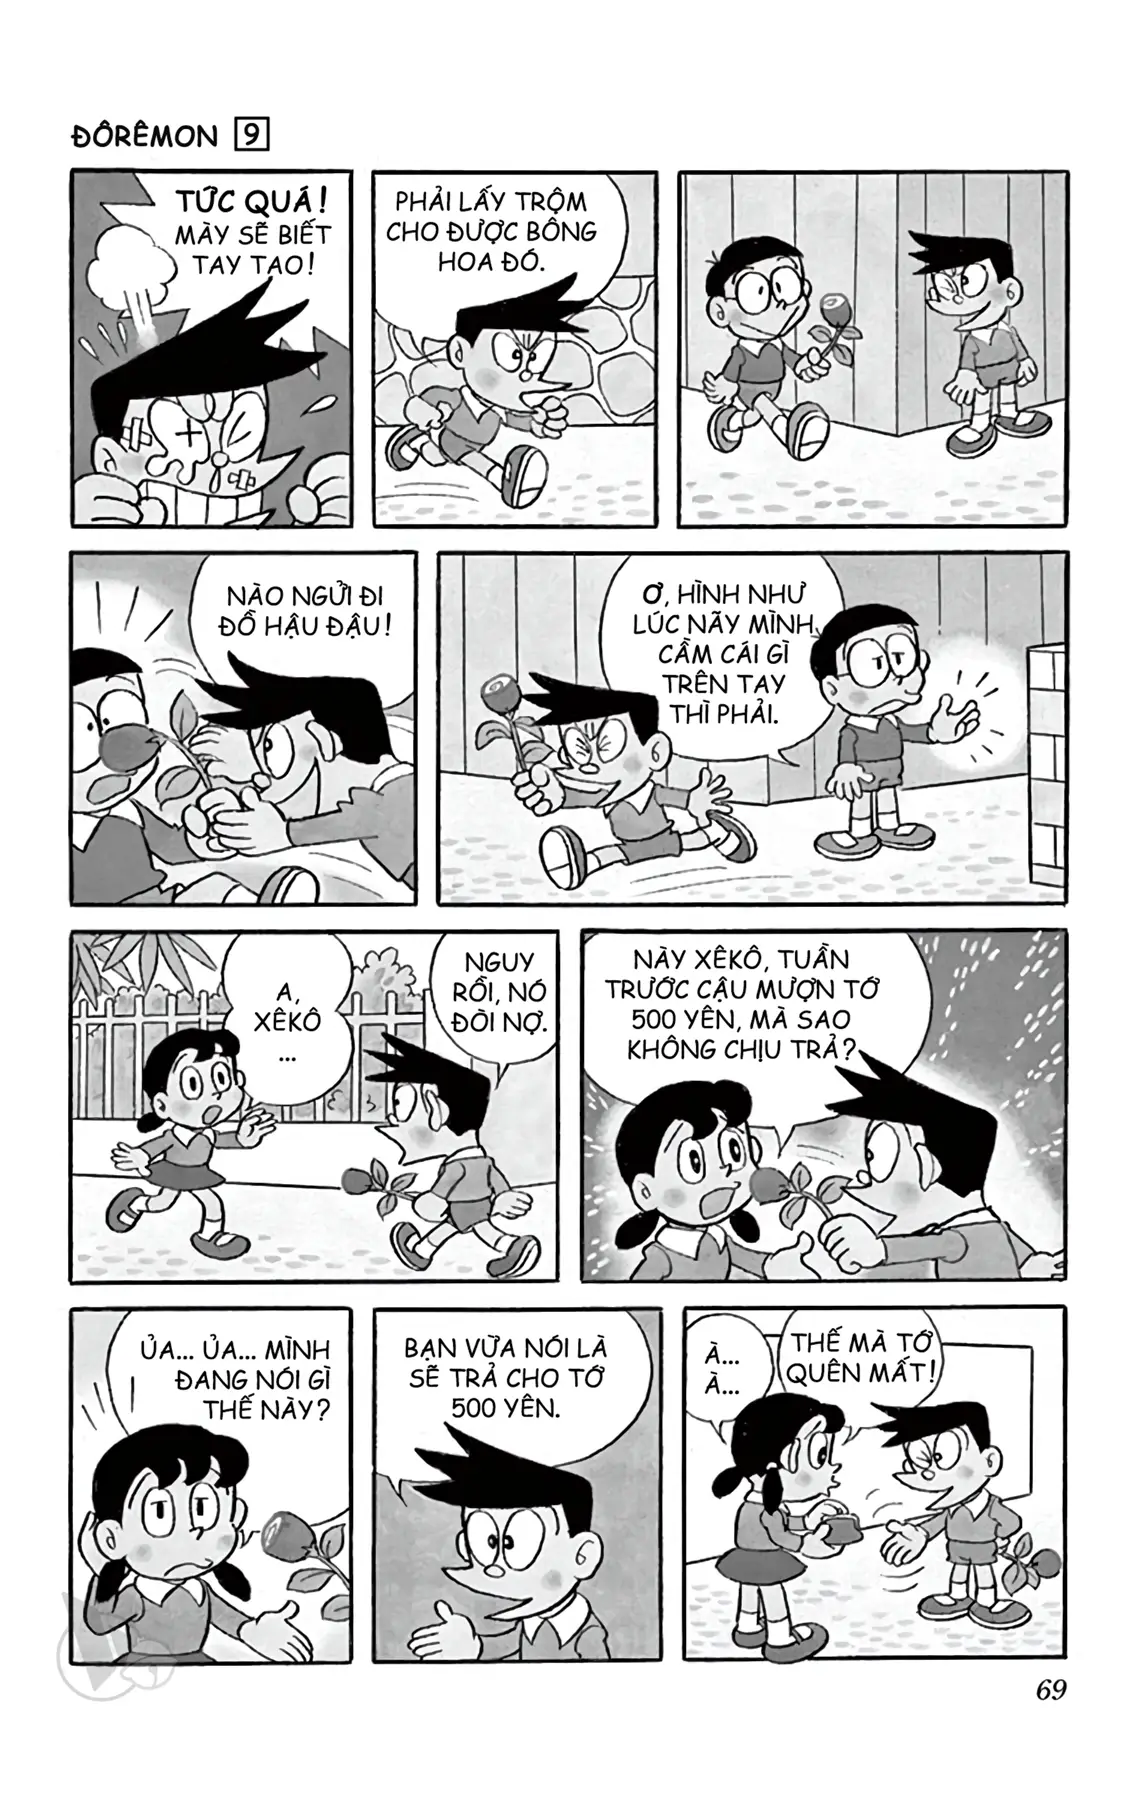 ĐÔRÊMON 9
TỨC QUÁ!
MÀY SẼ BIẾT
TAY TAO!
PHẢI LẤY TRỘM
CHO ĐƯỢC BÔNG
HOA ĐÓ.
NÀO NGỬI ĐI
ĐỒ HẬU ĐẬU!
Ơ, HÌNH NHƯ
LÚC NÃY MÌNH
CẦM CÁI GÌ
TRÊN TAY
THÌ PHẢI.
A,
XÊKÔ
...
NGUY
RỒI, NÓ
ĐÒI NỢ.
NÀY XÊKÔ, TUẦN
TRƯỚC CẬU MƯỢN TỚ
500 YÊN, MÀ SAO
KHÔNG CHỊU TRẢ?
ỦA... ỦA... MÌNH
ĐANG NÓI GÌ
THẾ NÀY?
BẠN VỪA NÓI LÀ
SẼ TRẢ CHO TỚ
500 YÊN.
À...
À...
THẾ MÀ TỚ
QUÊN MẤT!
69